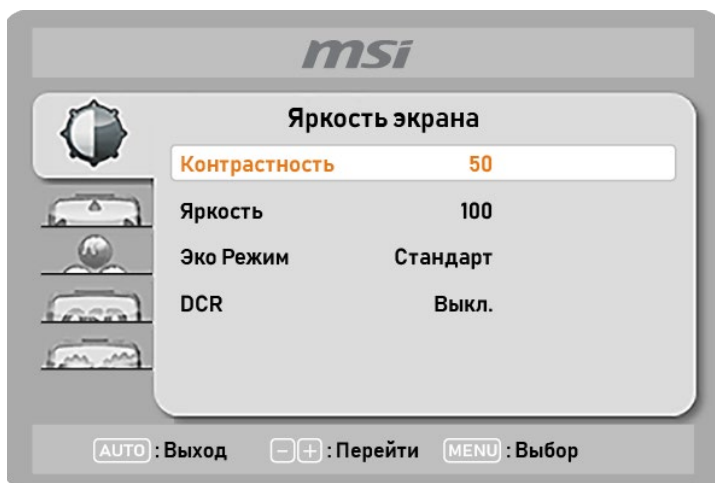 msi
Яркость экрана
Контрастность 50
Яркость 100
Эко Режим Стандарт
DCR Выкл.
AUTO : Выход - + : Перейти MENU : Выбор